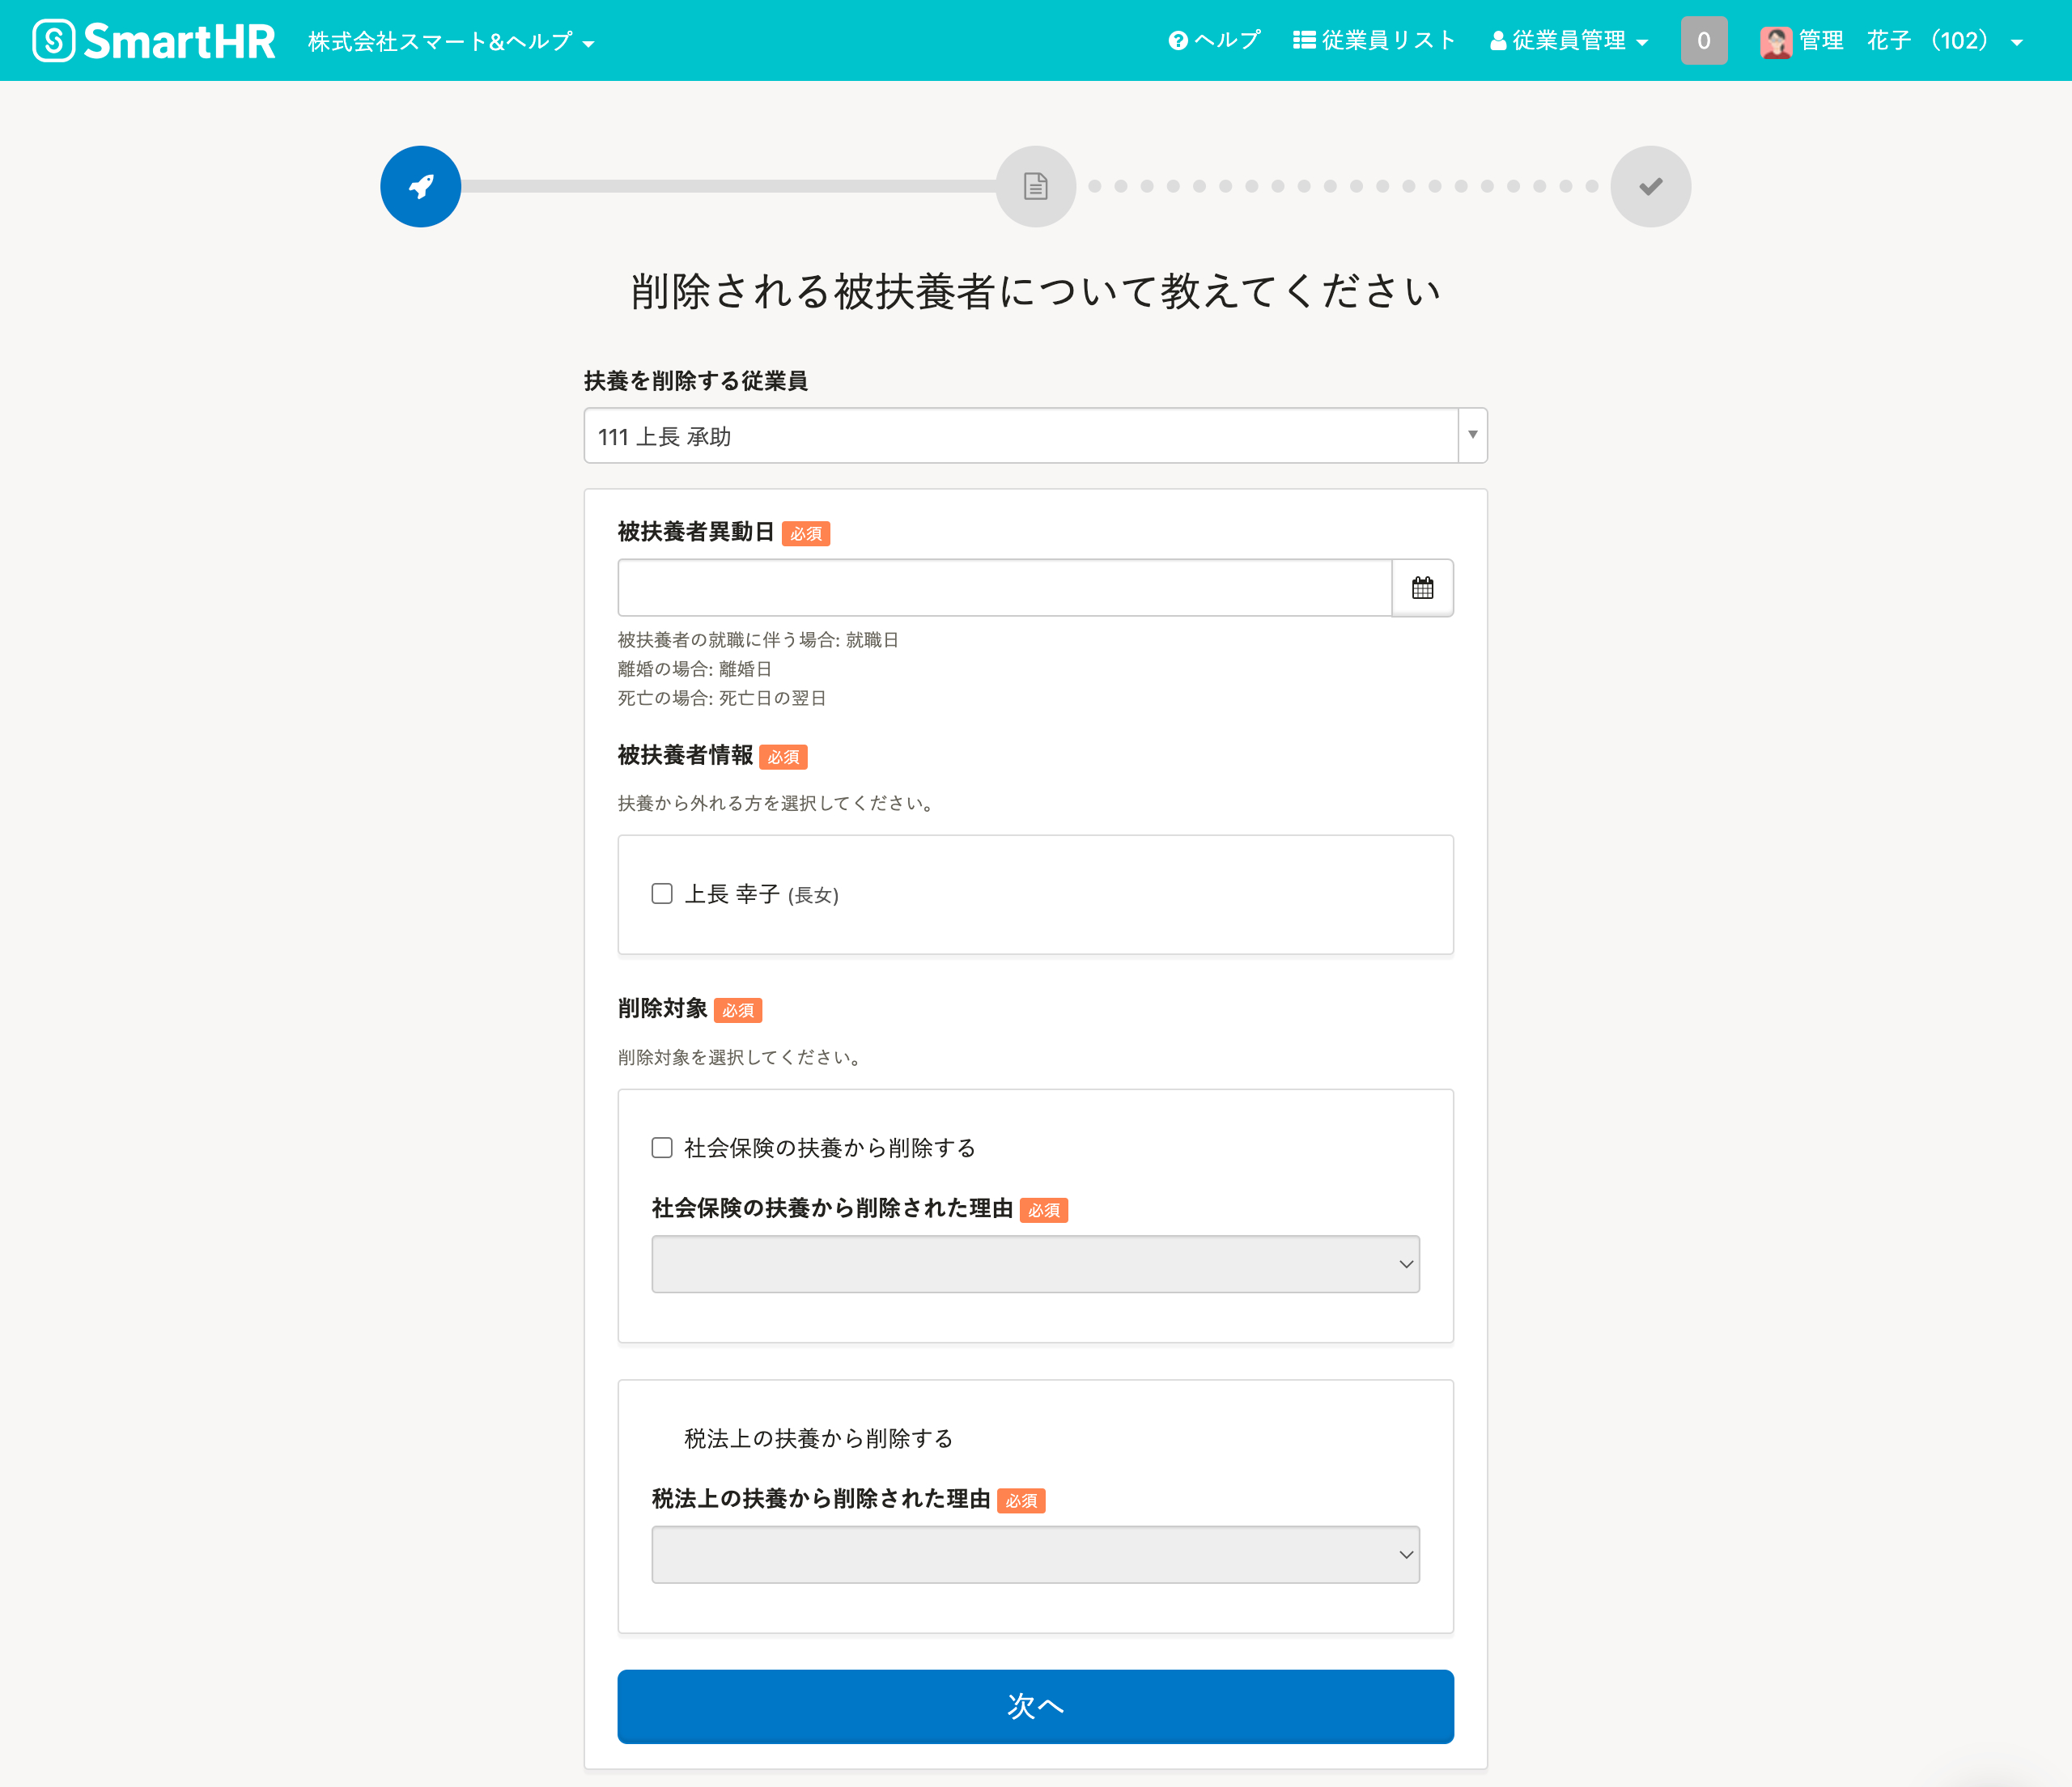 SmartHR 株式会社スマート&ヘルプ ヘルプ 従業員リスト 従業員管理 0 管理 花子 （102）
削除される被扶養者について教えてください
扶養を削除する従業員
111 上長 承助
被扶養者異動日 必須
被扶養者の就職に伴う場合: 就職日
離婚の場合: 離婚日
死亡の場合: 死亡日の翌日
被扶養者情報 必須
扶養から外れる方を選択してください。
上長 幸子 (長女)
削除対象 必須
削除対象を選択してください。
社会保険の扶養から削除する
社会保険の扶養から削除された理由 必須
税法上の扶養から削除する
税法上の扶養から削除された理由 必須
次へ